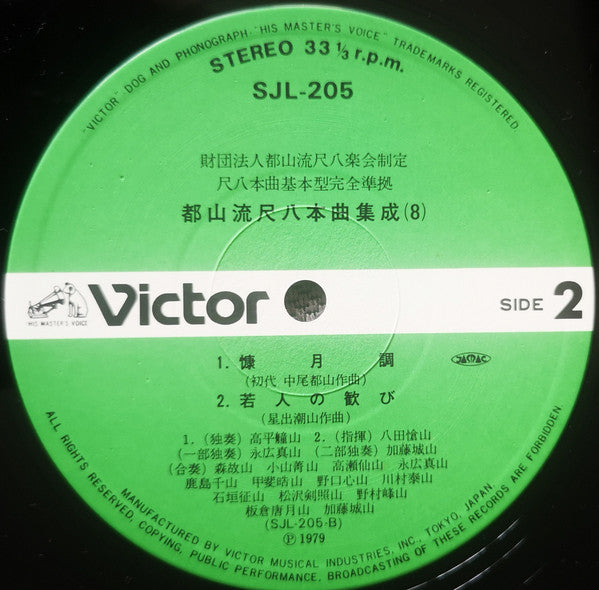 "VICTOR" DOG AND PHONOGRAPH · "HIS MASTER'S VOICE" TRADEMARKS REGISTERED.
STEREO 33 1/3 r.p.m.
SJL-205
財団法人都山流尺八楽会制定
尺八本曲基本型完全準拠
都山流尺八本曲集成(8)
"HIS MASTER'S VOICE"
Victor
SIDE 2
1. 慷月調
(初代 中尾都山作曲)
2. 若人の歓び
(星出潮山作曲)
1.(独奏)高平艟山 2.(指揮)八田愴山
(一部独奏)永広真山 (二部独奏)加藤城山
(合奏)森故山 小山菁山 高瀬仙山 永広真山
鹿島千山 甲斐晧山 野口心山 川村泰山
石垣征山 松沢剣照山 野村峰山
板倉唐月山 加藤城山
(SJL-205-B)
Ⓟ 1979
MANUFACTURED BY VICTOR MUSICAL INDUSTRIES, INC., TOKYO, JAPAN.
ALL RIGHTS RESERVED, COPYING, PUBLIC PERFORMANCE, BROADCASTING OF THESE RECORDS ARE FORBIDDEN.